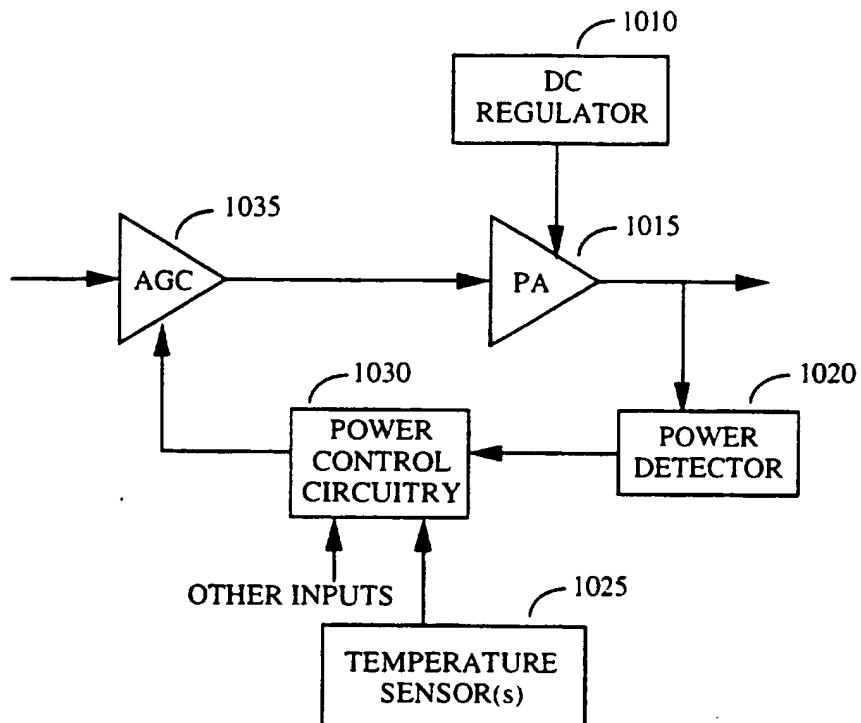 1010
DC
REGULATOR
1035
1015
AGC
PA
1030
1020
POWER
CONTROL
CIRCUITRY
POWER
DETECTOR
OTHER INPUTS
1025
TEMPERATURE
SENSOR(s)